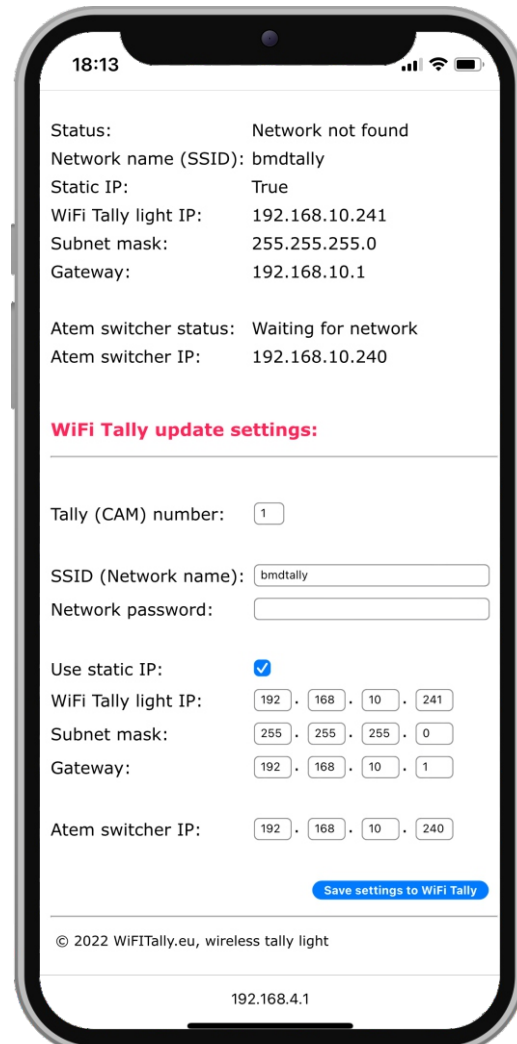 18:13
Status: Network not found
Network name (SSID): bmdtally
Static IP: True
WiFi Tally light IP: 192.168.10.241
Subnet mask: 255.255.255.0
Gateway: 192.168.10.1
Atem switcher status: Waiting for network
Atem switcher IP: 192.168.10.240
WiFi Tally update settings:
Tally (CAM) number: 1
SSID (Network name): bmdtally
Network password:
Use static IP:
WiFi Tally light IP: 192 . 168 . 10 . 241
Subnet mask: 255 . 255 . 255 . 0
Gateway: 192 . 168 . 10 . 1
Atem switcher IP: 192 . 168 . 10 . 240
Save settings to WiFi Tally
© 2022 WiFITally.eu, wireless tally light
192.168.4.1